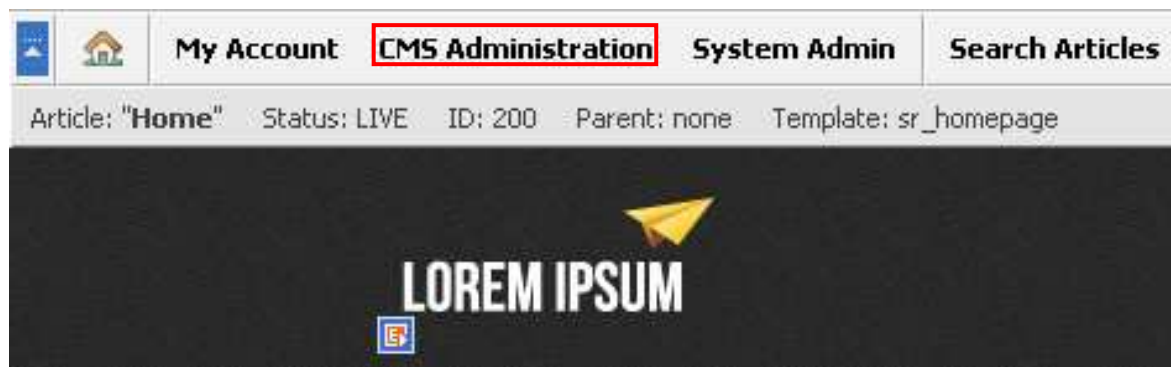 My Account CMS Administration System Admin Search Articles
Article: "Home" Status: LIVE ID: 200 Parent: none Template: sr_homepage
LOREM IPSUM